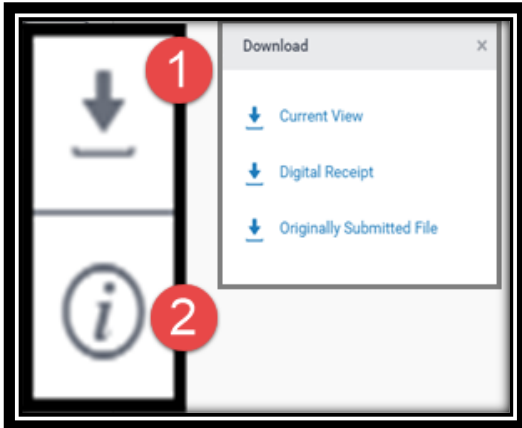 1
Download ×
Current View
Digital Receipt
Originally Submitted File
i
2